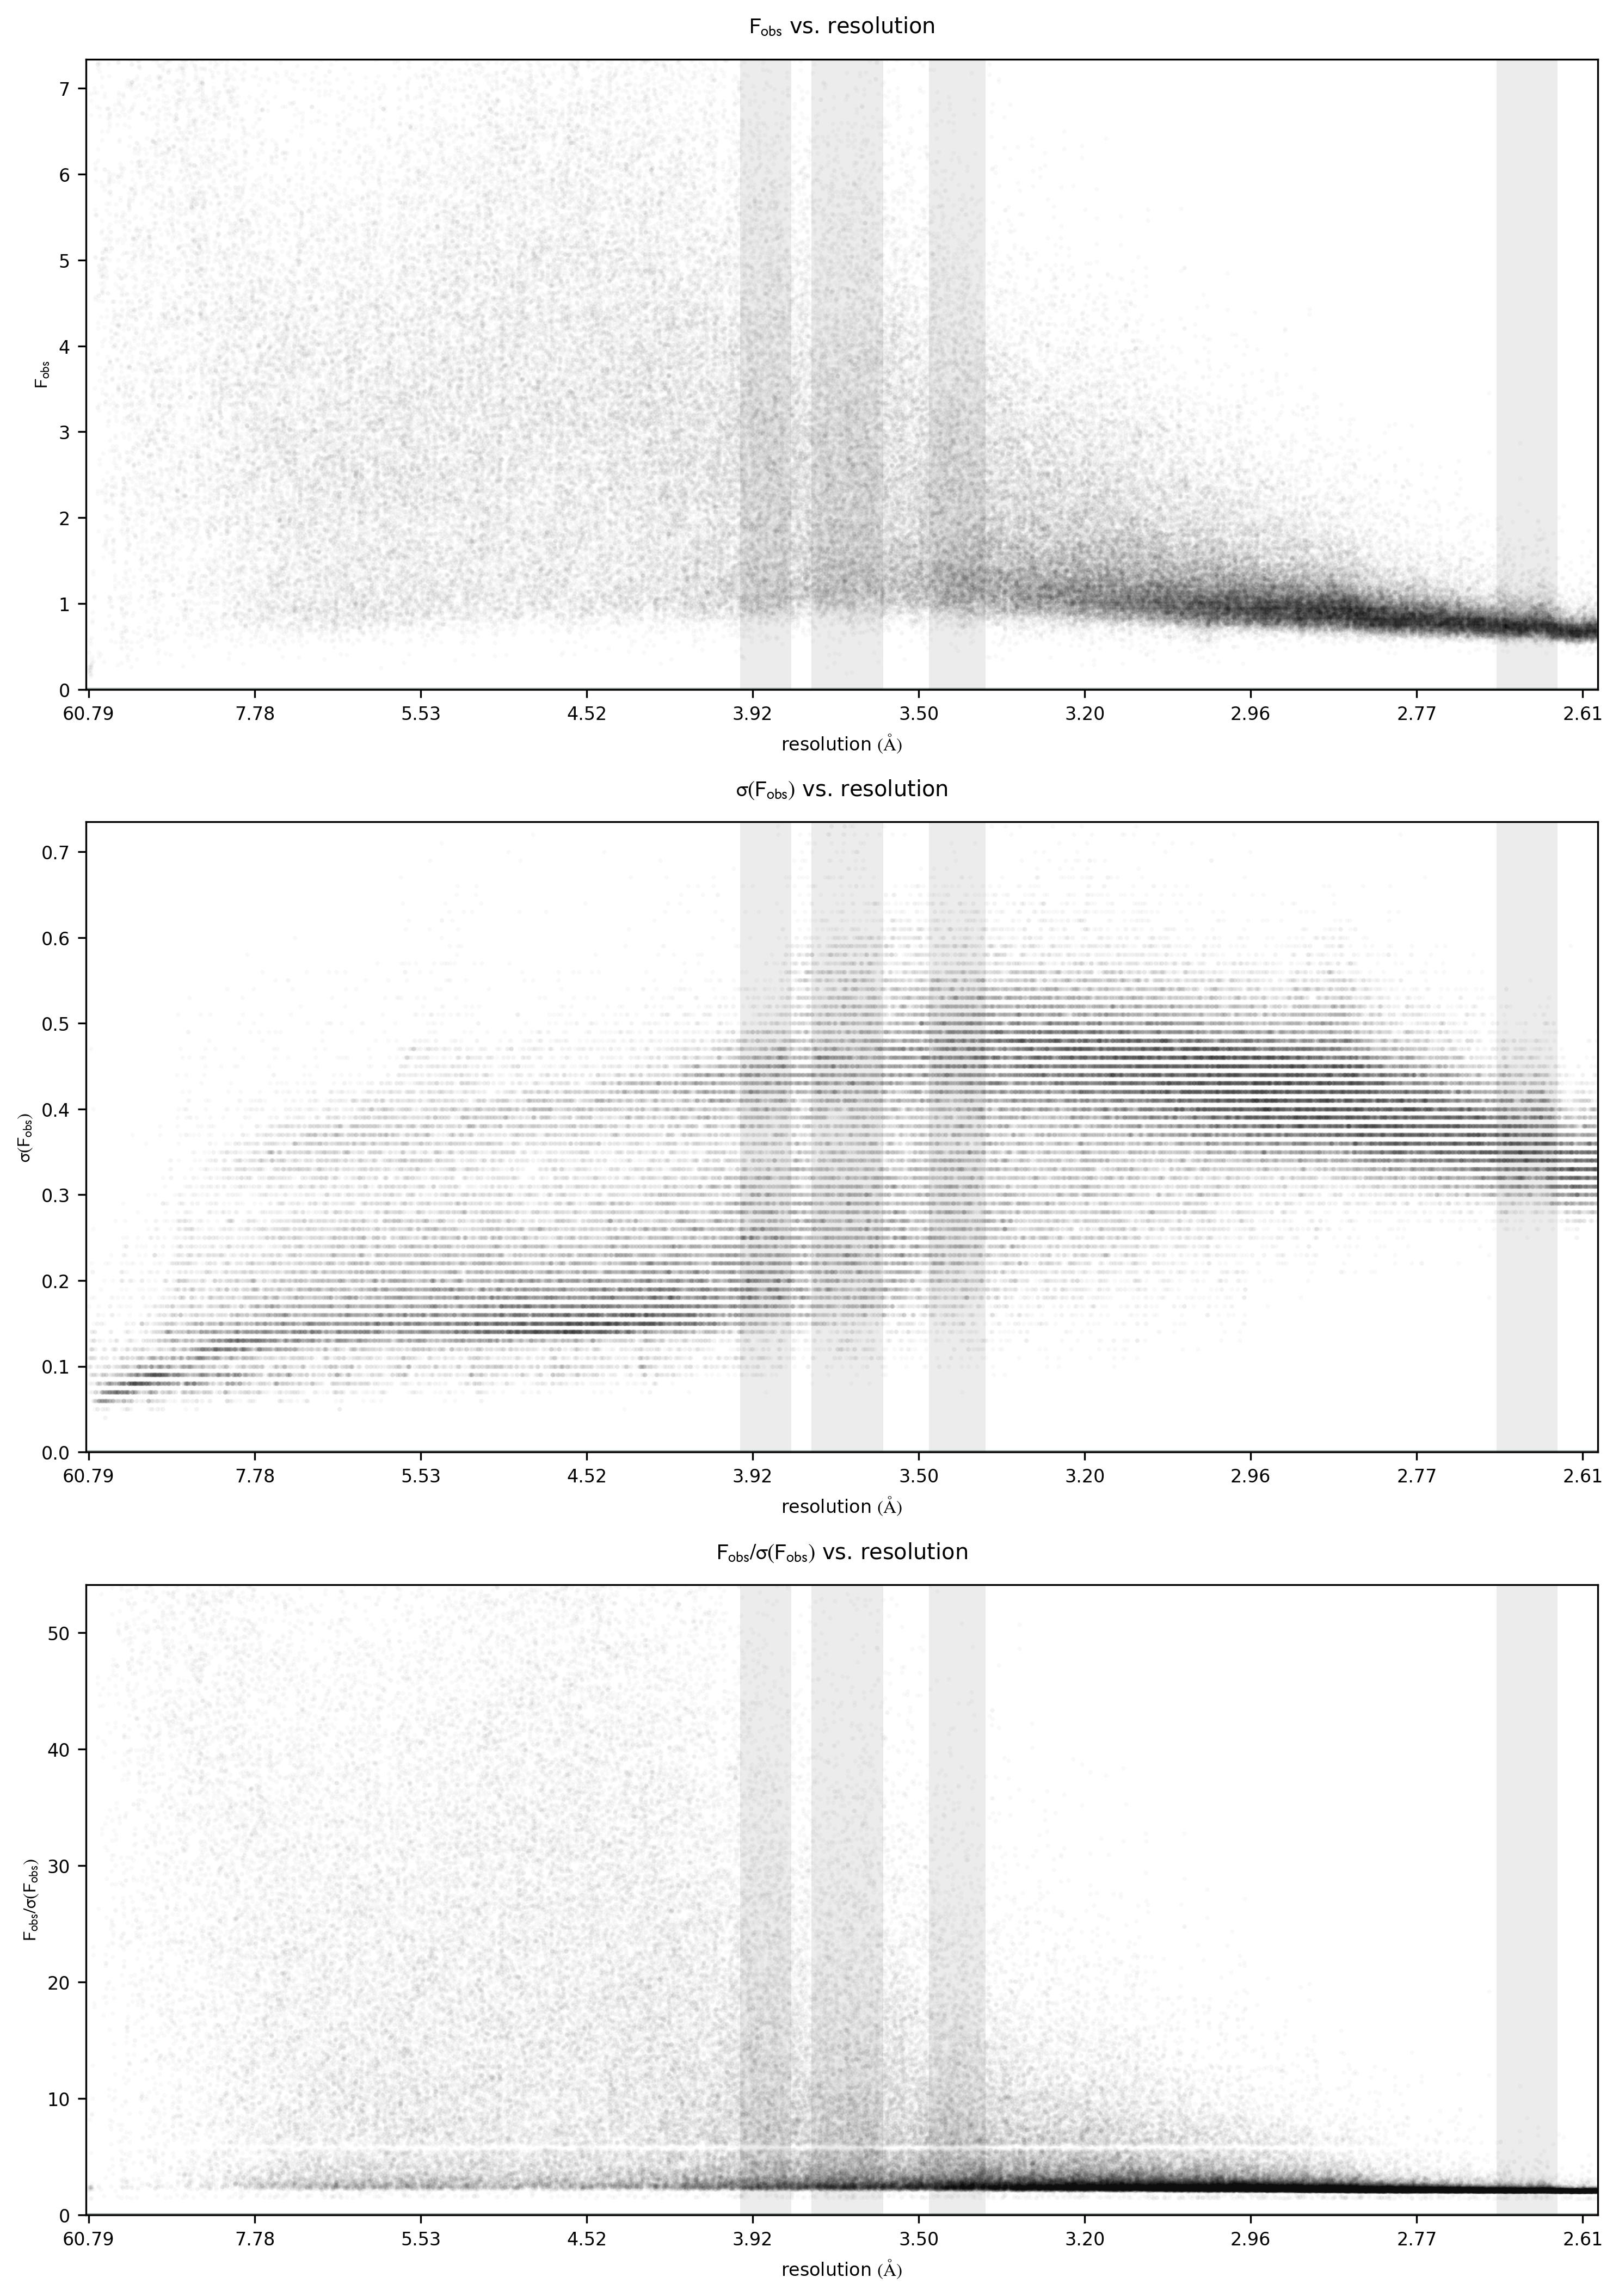 Fobs vs. resolution
7
6
5
4
3
2
1
0
Fobs
60.79 7.78 5.53 4.52 3.92 3.50 3.20 2.96 2.77 2.61
resolution (Å)
σ(Fobs) vs. resolution
0.7
0.6
0.5
0.4
0.3
0.2
0.1
0.0
σ(Fobs)
60.79 7.78 5.53 4.52 3.92 3.50 3.20 2.96 2.77 2.61
resolution (Å)
Fobs/σ(Fobs) vs. resolution
50
40
30
20
10
0
Fobs/σ(Fobs)
60.79 7.78 5.53 4.52 3.92 3.50 3.20 2.96 2.77 2.61
resolution (Å)